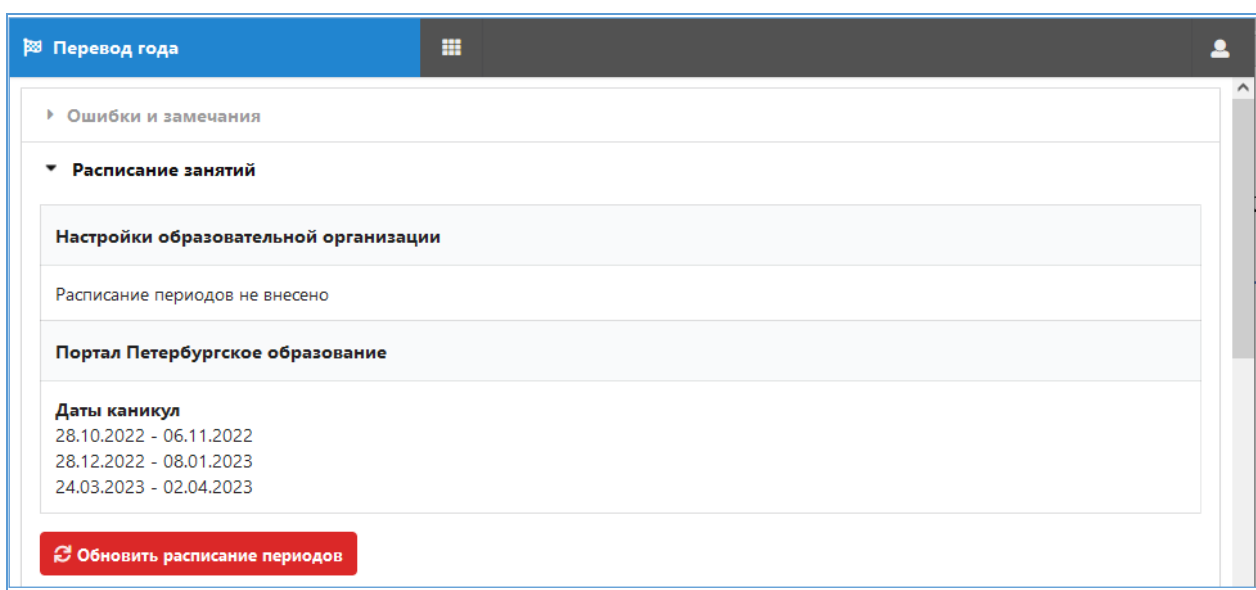 Перевод года
Ошибки и замечания
Расписание занятий
Настройки образовательной организации
Расписание периодов не внесено
Портал Петербургское образование
Даты каникул
28.10.2022 - 06.11.2022
28.12.2022 - 08.01.2023
24.03.2023 - 02.04.2023
Обновить расписание периодов